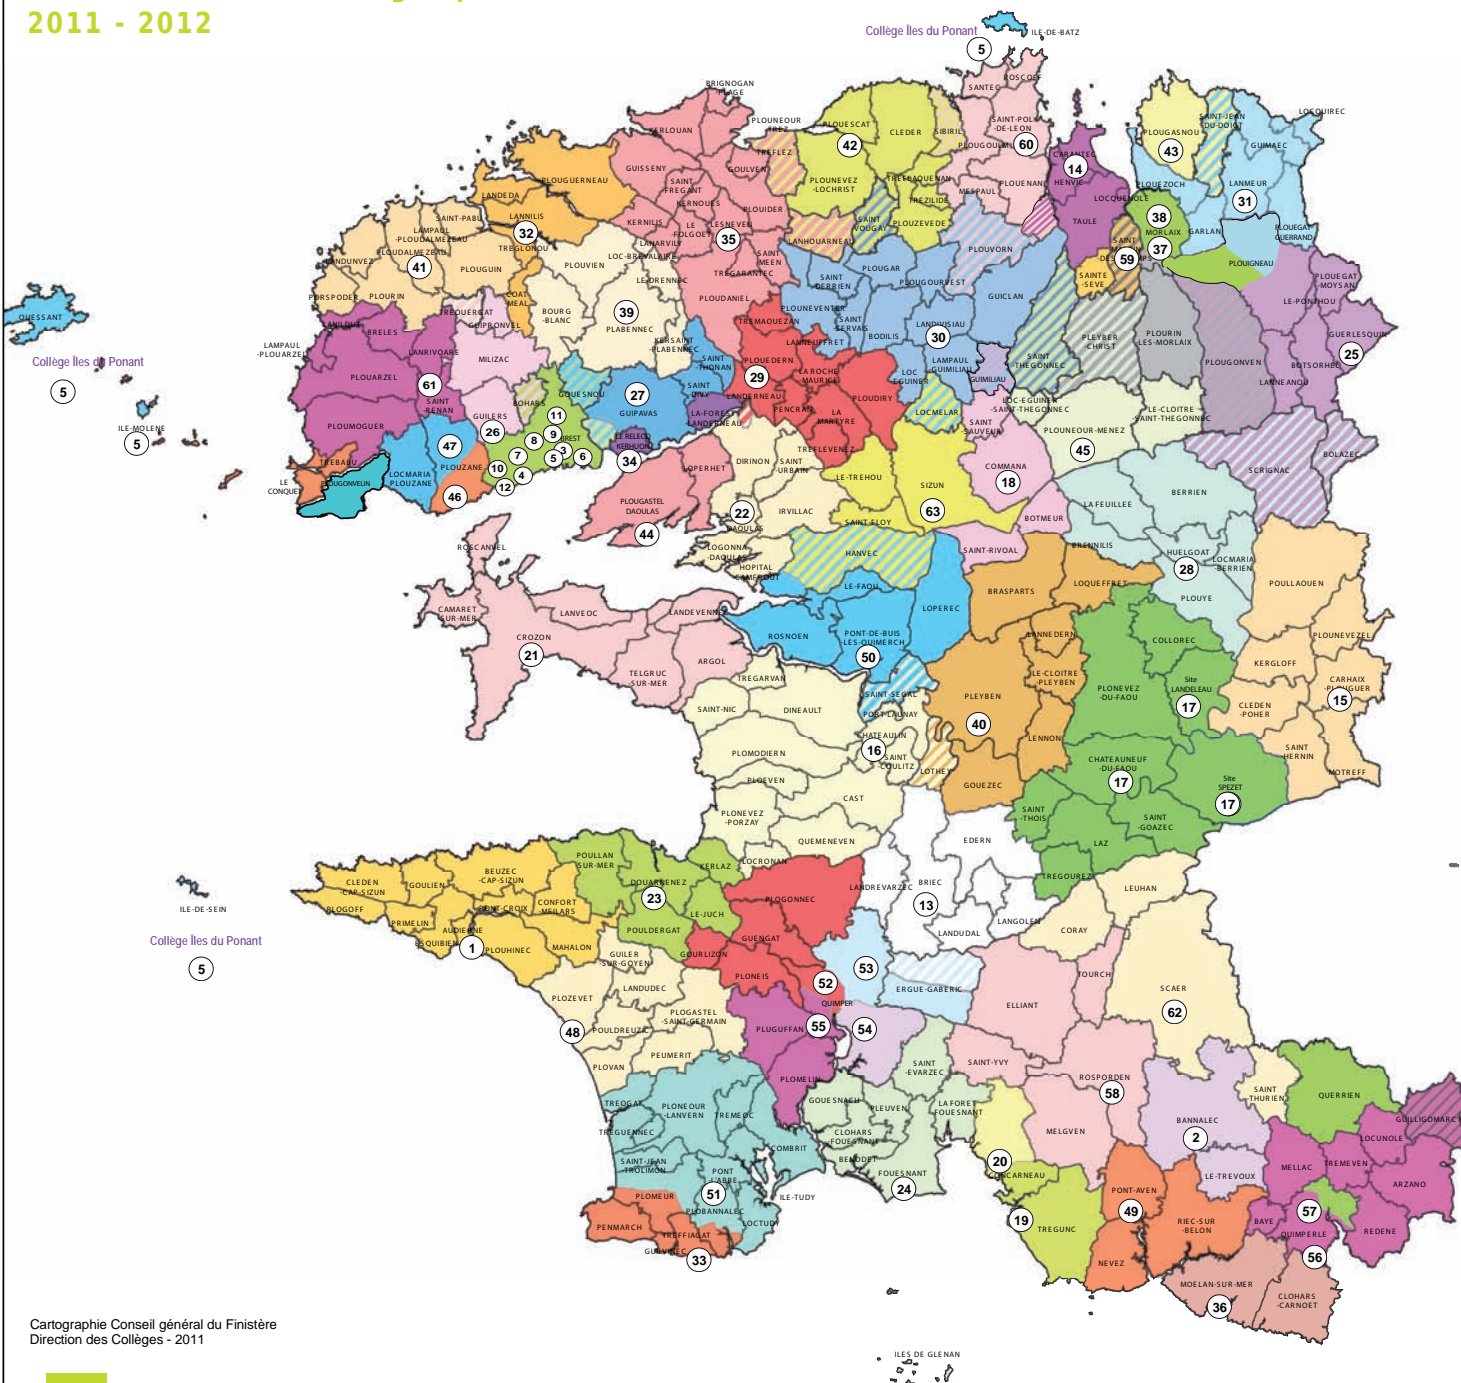 2011 - 2012
Collège Îles du Ponant
5
ILE-DE-BATZ
ROSCOFF
SANTEC
BRIGNOGAN
-PLAGE
PLOUNEOUR
TREZ
KERLOUAN
PLOUESCAT
42
CLEDER
SIBIRIL
SAINT-POL
-DE-LEON
60
CARANTEC
14
HENVIC
PLOUGASNOU
43
SAINT-JEAN
DU-DOIGT
LOCQUIREC
GUIMAEC
LANMEUR
31
PLOUEZOCH
LOCQUENOLE
TAULE
38
MORLAIX
37
GARLAN
PLOUEGAT
GUERRAND
PLOUIGNEAU
59
SAINTE
-SEVE
GUISSENY
TREFLEZ
GOULVEN
PLOUNEVEZ
-LOCHRIST
TREZILIDE
PLOUZEVEDE
MESPAUL
PLOUENAN
PLOUGUERNEAU
LANDEDA
LANNILIS
32
TREGLONOU
SAINT
-FREGANT
KERNOUES
KERNILIS
LE
-FOLGOET
LESNEVEN
35
PLOUIDER
LANARVILY
LANHOUARNEAU
SAINT
VOUGAY
PLOUVORN
SAINT-PABU
LAMPAUL
-PLOUDALMEZEAU
PLOUDALMEZEAU
41
LANDUNVEZ
PORSPODER
PLOURIN
PLOUGUIN
PLOUVIEN
LOC-BREVALAIRE
LE-DRENNEC
TREGARANTEC
SAINT
MEEN
PLOUDANIEL
COAT
-MEAL
BOURG
-BLANC
39
PLABENNEC
KERSAINT
-PLABENNEC
SAINT
-THONAN
SAINT
DIVY
TREMAOUEZAN
PLOUEDERN
29
LANDERNEAU
PLOUNEVENTER
SAINT
-DERRIEN
PLOUGAR
PLOUGOURVEST
SAINT
-SERVAIS
BODILIS
LANDIVISIAU
30
GUICLAN
LANNEUFFRET
LA-ROCHE
-MAURICE
PENCRAN
LA
MARTYRE
PLOUDIRY
TREFLEVENEZ
LOC
-EGUINER
LAMPAUL
GUIMILIAU
GUIMILIAU
LOCMELAR
SAINT
-SAUVEUR
SAINT
-THEGONNEC
LOC-EGUINER
-SAINT-THEGONNEC
PLEYBER
CHRIST
PLOURIN
-LES-MORLAIX
PLOUGONVEN
LE-CLOITRE
-SAINT-THEGONNEC
PLOUNEOUR-MENEZ
45
PLOUEGAT
-MOYSAN
LE-PONTHOU
GUERLESQUIN
25
BOTSORHEL
LANNEANOU
BOLAZEC
SCRIGNAC
OUESSANT
Collège Îles du Ponant
5
ILE-MOLENE
5
LANILDUT
BRELES
LAMPAUL
-PLOUARZEL
PLOUARZEL
LANRIVOARE
61
SAINT
-RENAN
PLOUMOGUER
TREOUERGAT
GUIPRONVEL
MILIZAC
GUILERS
26
BOHARS
GOUESNOU
27
GUIPAVAS
LA-FOREST
-LANDERNEAU
LE RELECQ
KERHUON
34
TREBABU
LE
CONQUET
PLOUGONVELIN
LOCMARIA
PLOUZANE
47
PLOUZANE
46
11
9
8
7
BREST
3
5
6
10
4
12
LOPERHET
PLOUGASTEL
DAOULAS
44
DIRINON
SAINT
-URBAIN
22
DAOULAS
IRVILLAC
LOGONNA
-DAOULAS
HOPITAL
-CAMFROUT
HANVEC
LE-TREHOU
SAINT-ELOY
SIZUN
63
COMMANA
18
BOTMEUR
SAINT-RIVOAL
LA FEUILLEE
BERRIEN
BRENNILIS
HUELGOAT
28
LOCMARIA
-BERRIEN
PLOUYE
POULLAOUEN
LOQUEFFRET
BRASPARTS
LE-FAOU
LOPEREC
ROSNOEN
PONT-DE-BUIS
-LES-QUIMERCH
50
ROSCANVEL
CAMARET
-SUR-MER
LANVEOC
LANDEVENNEC
CROZON
21
TELGRUC
-SUR-MER
ARGOL
TREGARVAN
SAINT-NIC
DINEAULT
SAINT-SEGAL
PORT-LAUNAY
CHATEAULIN
16
SAINT
-COULITZ
LOTHEY
PLEYBEN
40
LANNEDERN
LE-CLOITRE
-PLEYBEN
LENNON
GOUEZEC
PLONEVEZ
-DU-FAOU
COLLOREC
Site
LANDELEAU
17
PLOUNEVEZEL
KERGLOFF
CARHAIX
-PLOUGUER
15
CLEDEN
-POHER
SAINT
-HERNIN
MOTREFF
CHATEAUNEUF
-DU-FAOU
17
Site
SPEZET
17
SAINT
-THOIS
LAZ
SAINT
-GOAZEC
TREGOUREZ
PLOMODIERN
PLOEVEN
CAST
PLONEVEZ
-PORZAY
QUEMENEVEN
LOCRONAN
EDERN
BRIEC
13
LANDREVARZEC
LANGOLEN
LANDUDAL
LEUHAN
CORAY
ILE-DE-SEIN
Collège Îles du Ponant
5
CLEDEN
-CAP-SIZUN
GOULIEN
BEUZEC
-CAP-SIZUN
PLOGOFF
PRIMELIN
PONT-CROIX
CONFORT
-MEILARS
AUDIERNE
ESQUIBIEN
1
PLOUHINEC
MAHALON
POULLAN
SUR-MER
DOUARNENEZ
23
KERLAZ
LE-JUCH
POULDERGAT
PLOGONNEC
GUENGAT
GOURLIZON
PLONEIS
52
QUIMPER
53
ERGUE-GABERIC
54
PLUGUFFAN
55
PLOMELIN
GUILER
-SUR-GOYEN
LANDUDEC
PLOZEVET
48
POULDREUZIC
PLOGASTEL
-SAINT-GERMAIN
PEUMERIT
PLOVAN
ELLIANT
TOURCH
SCAER
62
SAINT-YVY
ROSPORDEN
58
MELGVEN
SAINT
-EVARZEC
TREOGAT
PLONEOUR
-LANVERN
TREMEOC
TREGUENNEC
SAINT-JEAN
TROLIMON
PONT
L'ABBE
51
PLOBANNALEC
COMBRIT
ILE-TUDY
LOCTUDY
PLOMEUR
PENMARCH
TREFFIAGAT
GUILVINEC
33
GOUESNACH
PLEUVEN
CLOHARS
-FOUESNANT
BENODET
FOUESNANT
24
LA FORET
-FOUESNANT
20
CONCARNEAU
19
TREGUNC
PONT-AVEN
49
NEVEZ
BANNALEC
2
LE-TREVOUX
SAINT
-THURIEN
QUERRIEN
RIEC-SUR
-BELON
MELLAC
TREMEVEN
LOCUNOLE
GUILLIGOMARC'H
ARZANO
BAYE
57
QUIMPERLE
56
REDENE
MOELAN-SUR-MER
36
CLOHARS
-CARNOET
ILES DE GLENAN
Cartographie Conseil général du Finistère
Direction des Collèges - 2011